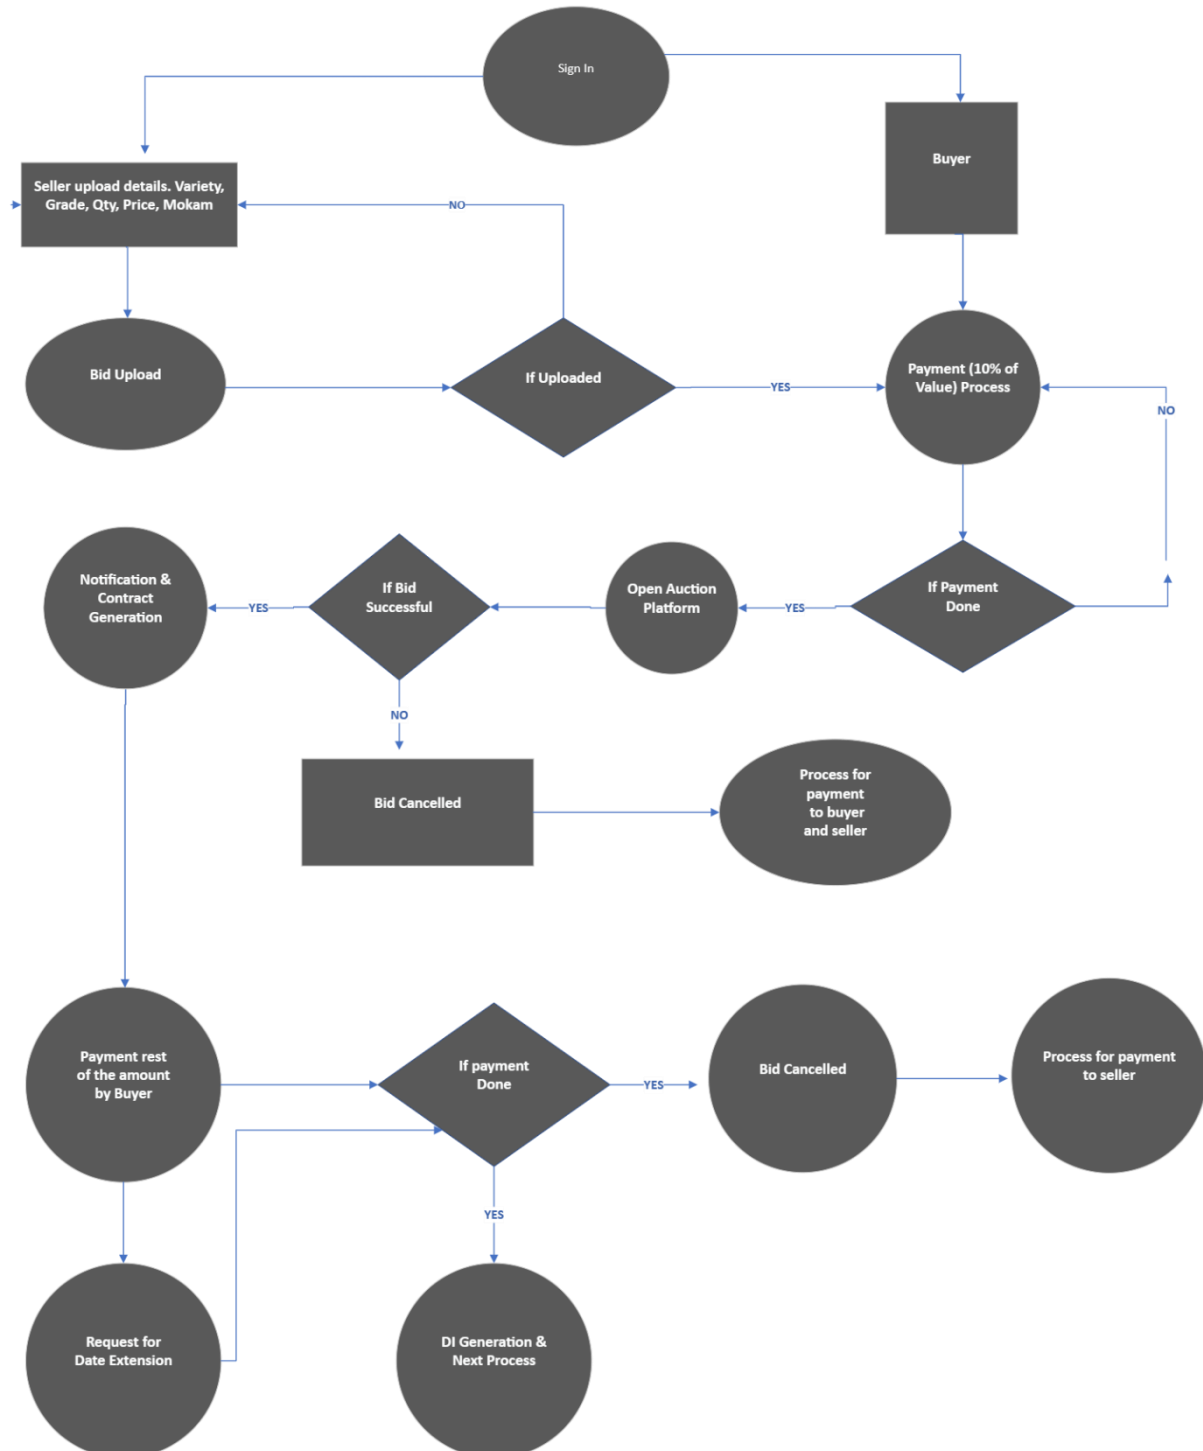 Sign In
Buyer
Seller upload details. Variety,
Grade, Qty, Price, Mokam
NO
Bid Upload
If Uploaded
YES
Payment (10% of
Value) Process
NO
Notification &
Contract
Generation
YES
If Bid
Successful
Open Auction
Platform
YES
If Payment
Done
NO
Bid Cancelled
Process for
payment
to buyer
and seller
Payment rest
of the amount
by Buyer
If payment
Done
YES
Bid Cancelled
Process for payment
to seller
YES
Request for
Date Extension
DI Generation &
Next Process